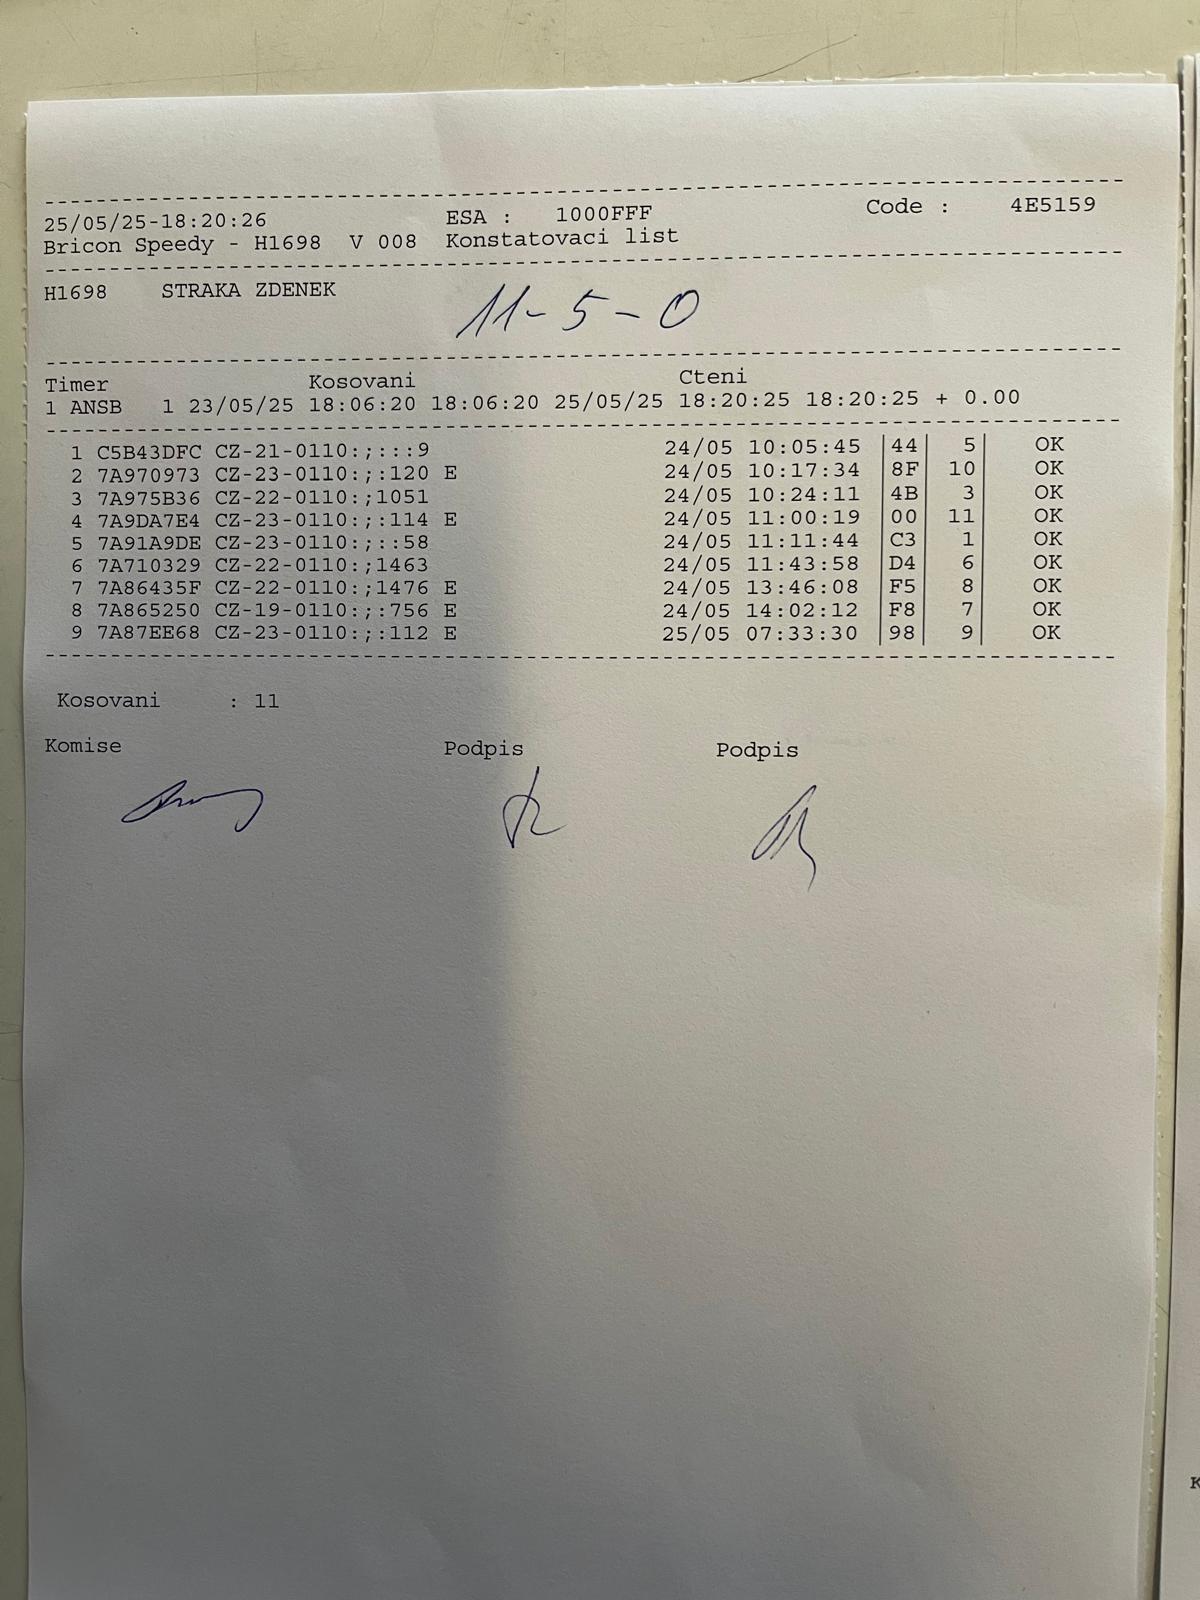 25/05/25-18:20:26 ESA : 1000FFF Code : 4E5159
Bricon Speedy - H1698 V 008 Konstatovaci list
H1698 STRAKA ZDENEK
11-5-0
Timer Kosovani Cteni
1 ANSB 1 23/05/25 18:06:20 18:06:20 25/05/25 18:20:25 18:20:25 + 0.00
1 C5B43DFC CZ-21-0110:;:::9 24/05 10:05:45 |44| 5| OK
2 7A970973 CZ-23-0110:;:120 E 24/05 10:17:34 |8F| 10| OK
3 7A975B36 CZ-22-0110:;1051 24/05 10:24:11 |4B| 3| OK
4 7A9DA7E4 CZ-23-0110:;:114 E 24/05 11:00:19 |00| 11| OK
5 7A91A9DE CZ-23-0110:;::58 24/05 11:11:44 |C3| 1| OK
6 7A710329 CZ-22-0110:;1463 24/05 11:43:58 |D4| 6| OK
7 7A86435F CZ-22-0110:;1476 E 24/05 13:46:08 |F5| 8| OK
8 7A865250 CZ-19-0110:;:756 E 24/05 14:02:12 |F8| 7| OK
9 7A87EE68 CZ-23-0110:;:112 E 25/05 07:33:30 |98| 9| OK
Kosovani : 11
Komise Podpis Podpis